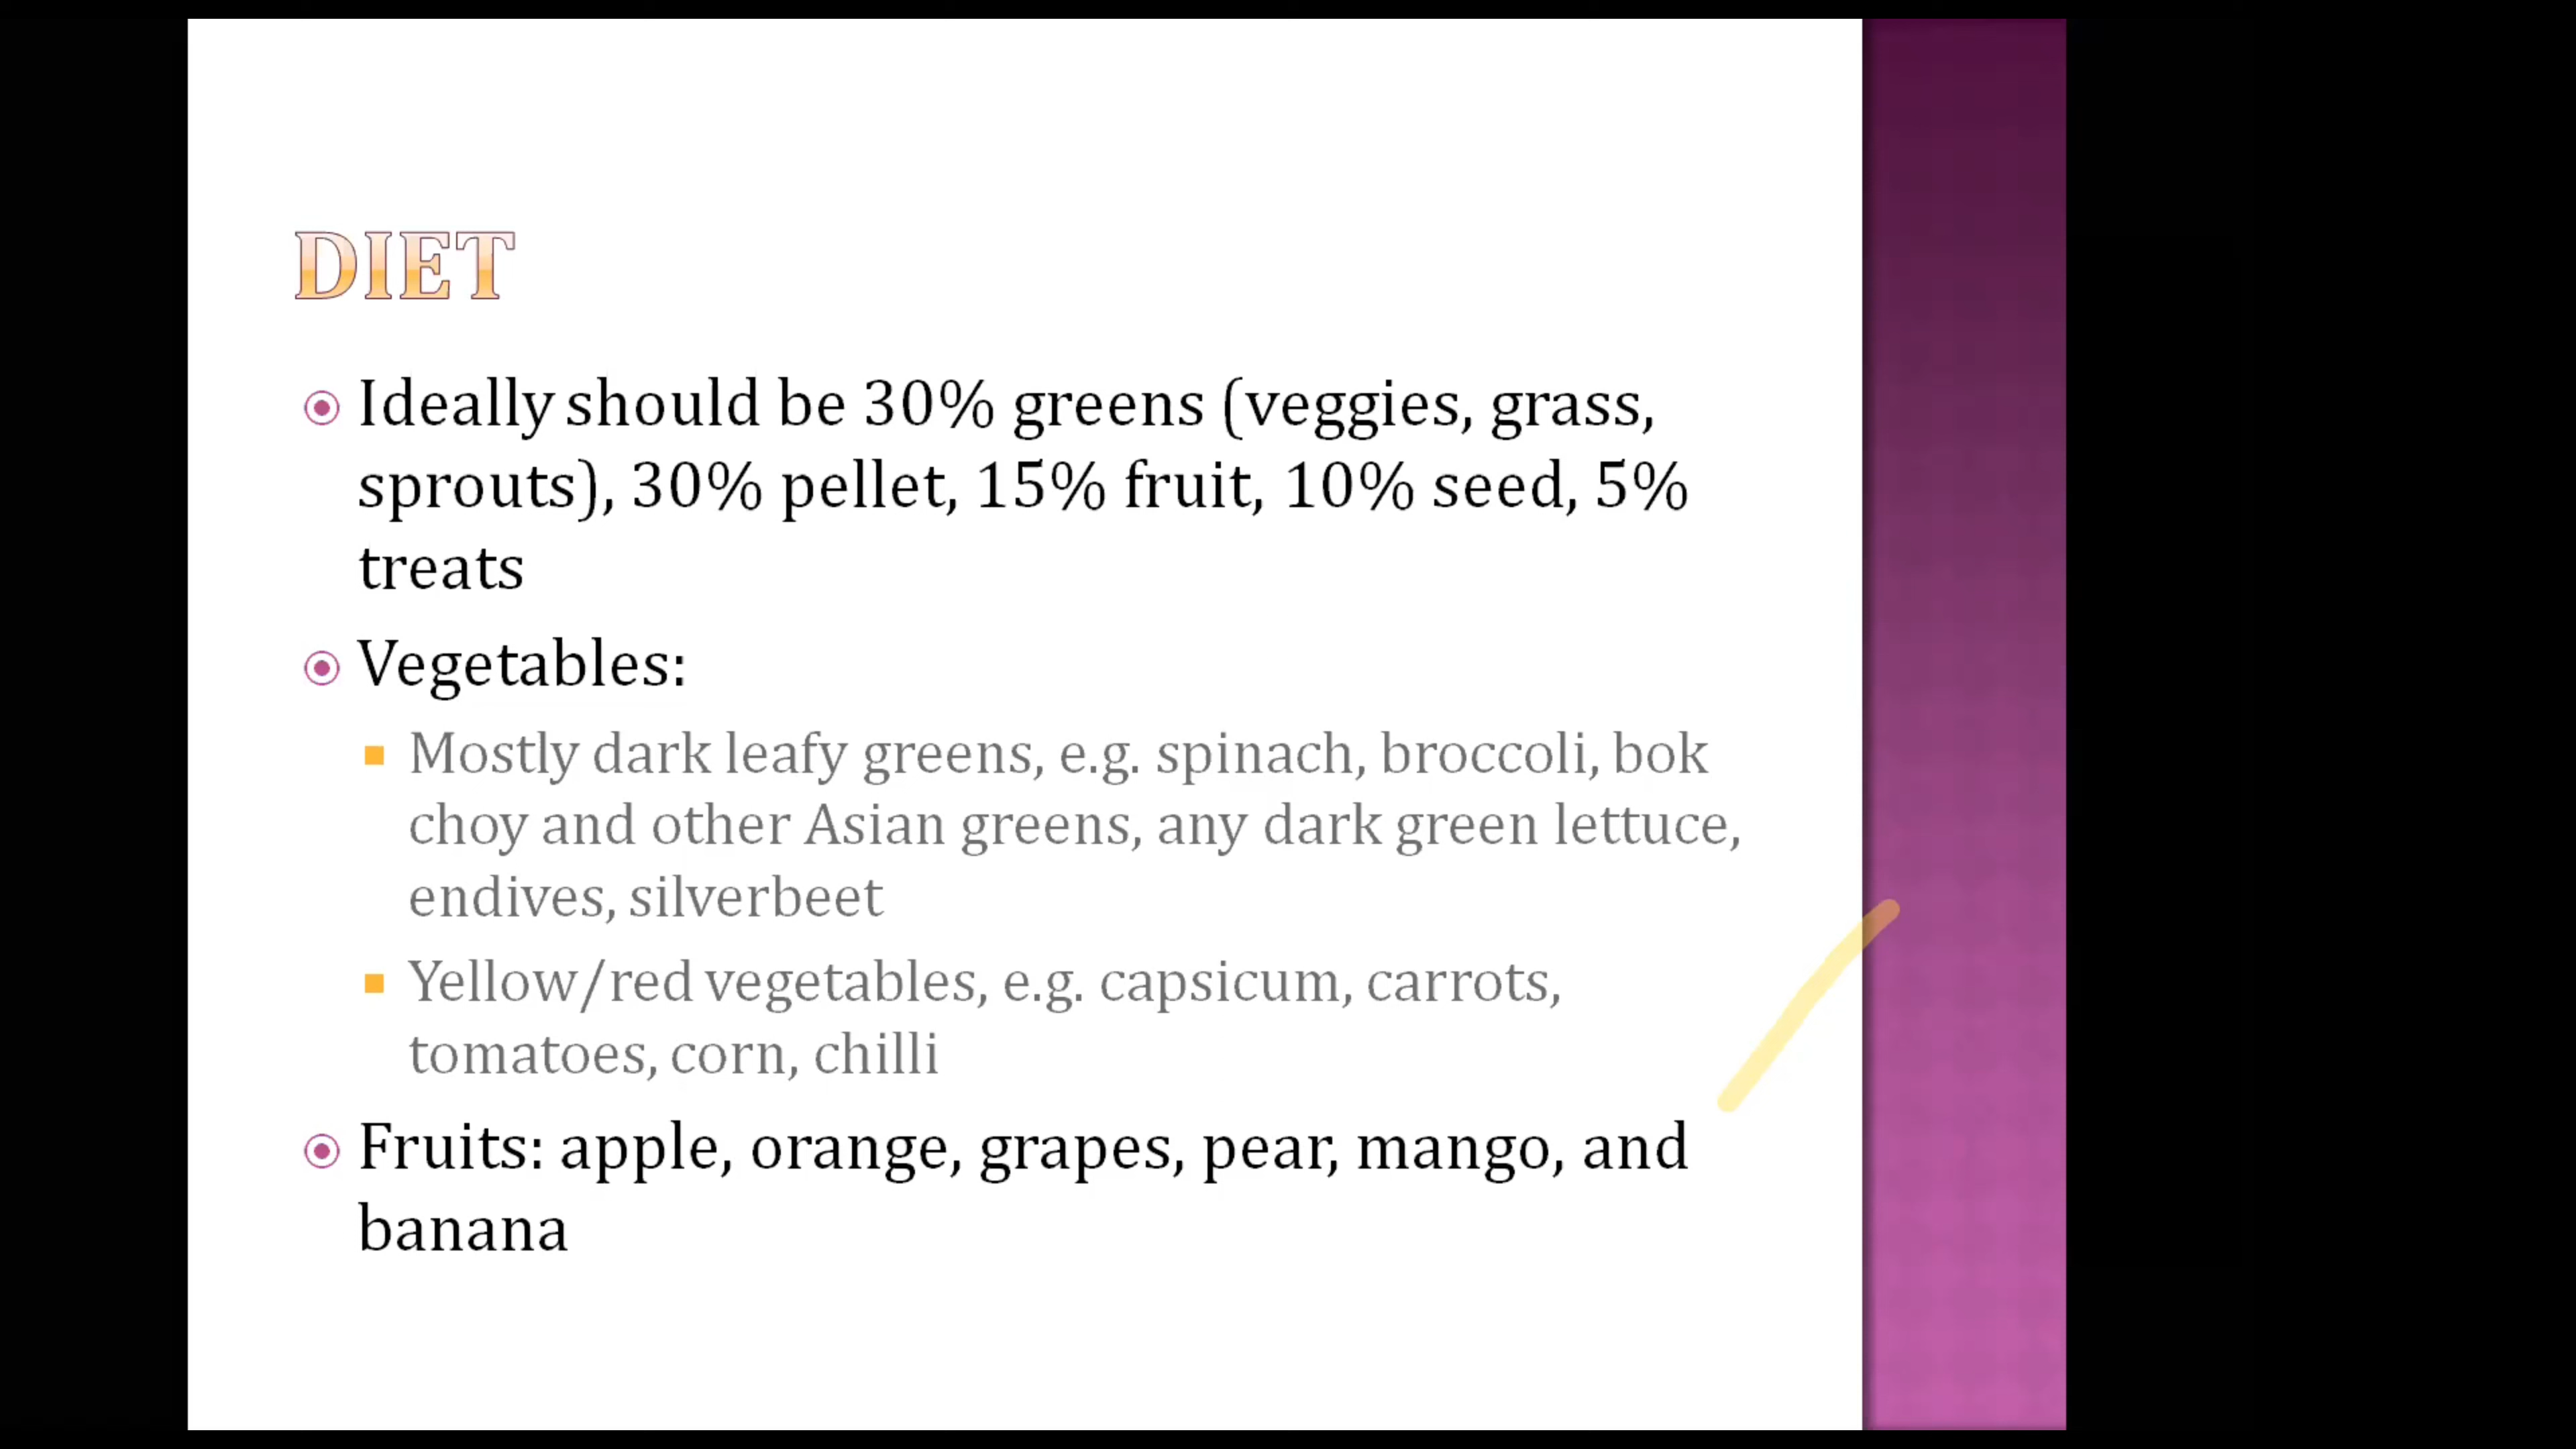 DIET
Ideally should be 30% greens (veggies, grass,
sprouts), 30% pellet, 15% fruit, 10% seed, 5%
treats
Vegetables:
Mostly dark leafy greens, e.g. spinach, broccoli, bok
choy and other Asian greens, any dark green lettuce,
endives, silverbeet
Yellow/red vegetables, e.g. capsicum, carrots,
tomatoes, corn, chilli
Fruits: apple, orange, grapes, pear, mango, and
banana